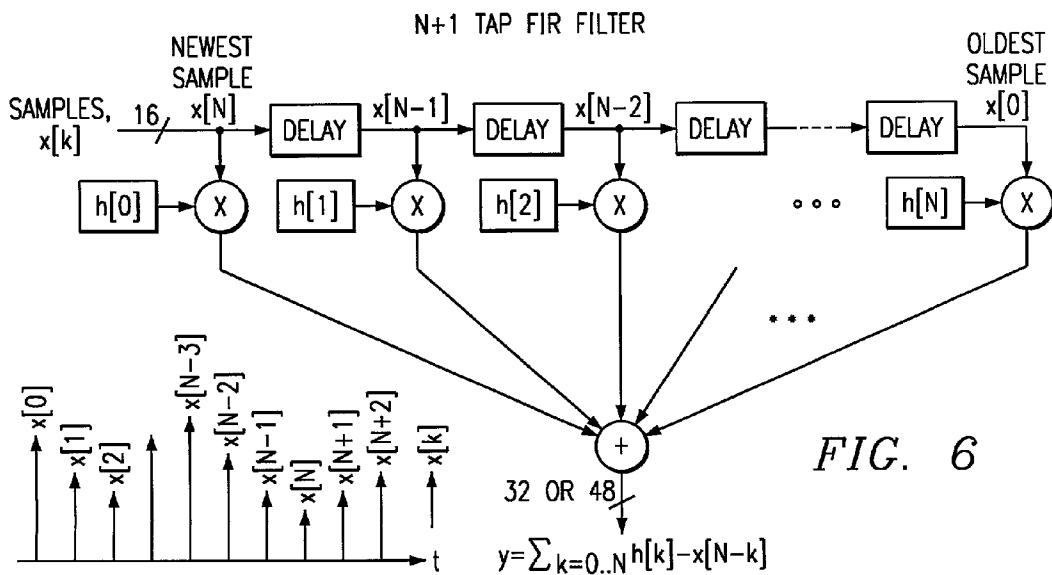 N+1 TAP FIR FILTER
NEWEST SAMPLE
OLDEST SAMPLE
SAMPLES, x[k]
16
x[N]
DELAY
x[N-1]
DELAY
x[N-2]
DELAY
DELAY
x[0]
h[0]
X
h[1]
X
h[2]
X
h[N]
X
x[0]
x[1]
x[2]
x[N-3]
x[N-2]
x[N-1]
x[N]
x[N+1]
x[N+2]
x[k]
t
+
32 OR 48
y=∑k=0..N h[k]-x[N-k]
FIG. 6